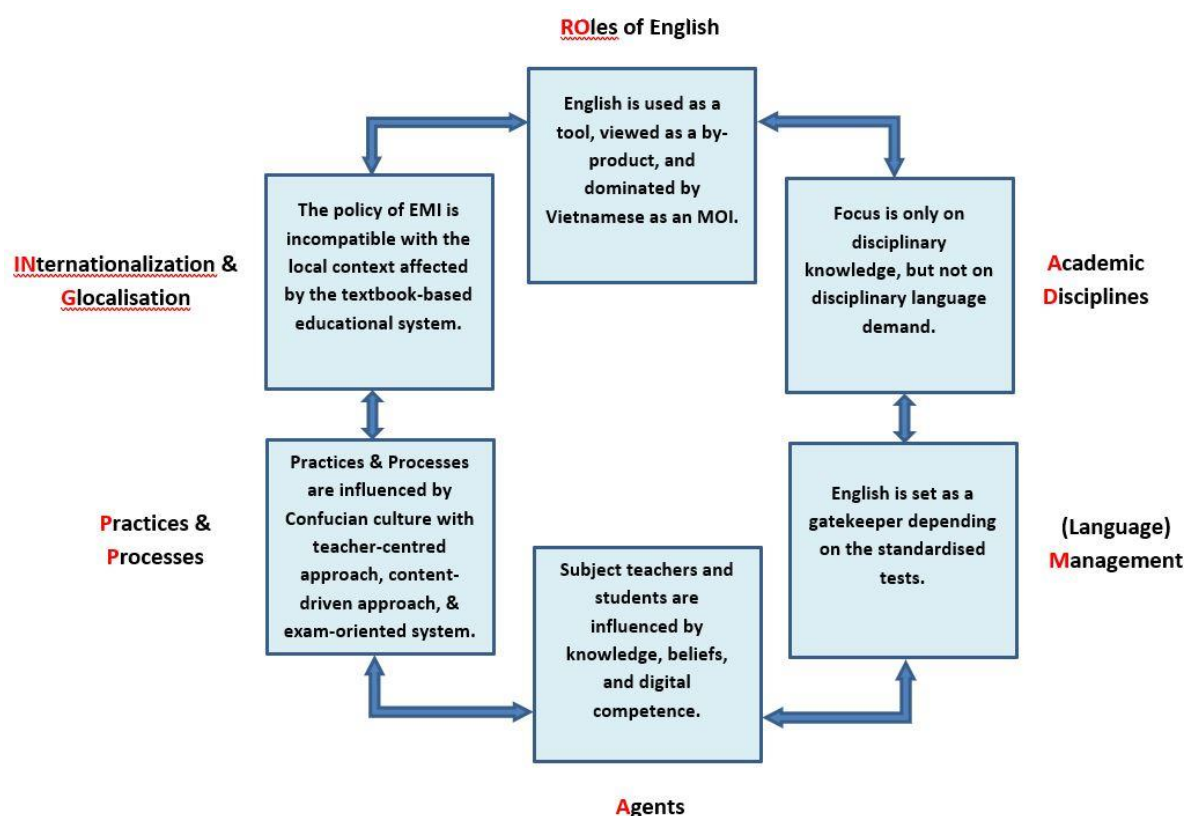 ROles of English
English is used as a
tool, viewed as a by-
product, and
dominated by
Vietnamese as an MOI.
The policy of EMI is
incompatible with the
local context affected
by the textbook-based
educational system.
Focus is only on
disciplinary
knowledge, but not on
disciplinary language
demand.
INternationalization &
Glocalisation
Academic
Disciplines
Practices & Processes
are influenced by
Confucian culture with
teacher-centred
approach, content-
driven approach, &
exam-oriented system.
English is set as a
gatekeeper depending
on the standardised
tests.
Practices &
Processes
(Language)
Management
Subject teachers and
students are
influenced by
knowledge, beliefs,
and digital
competence.
Agents